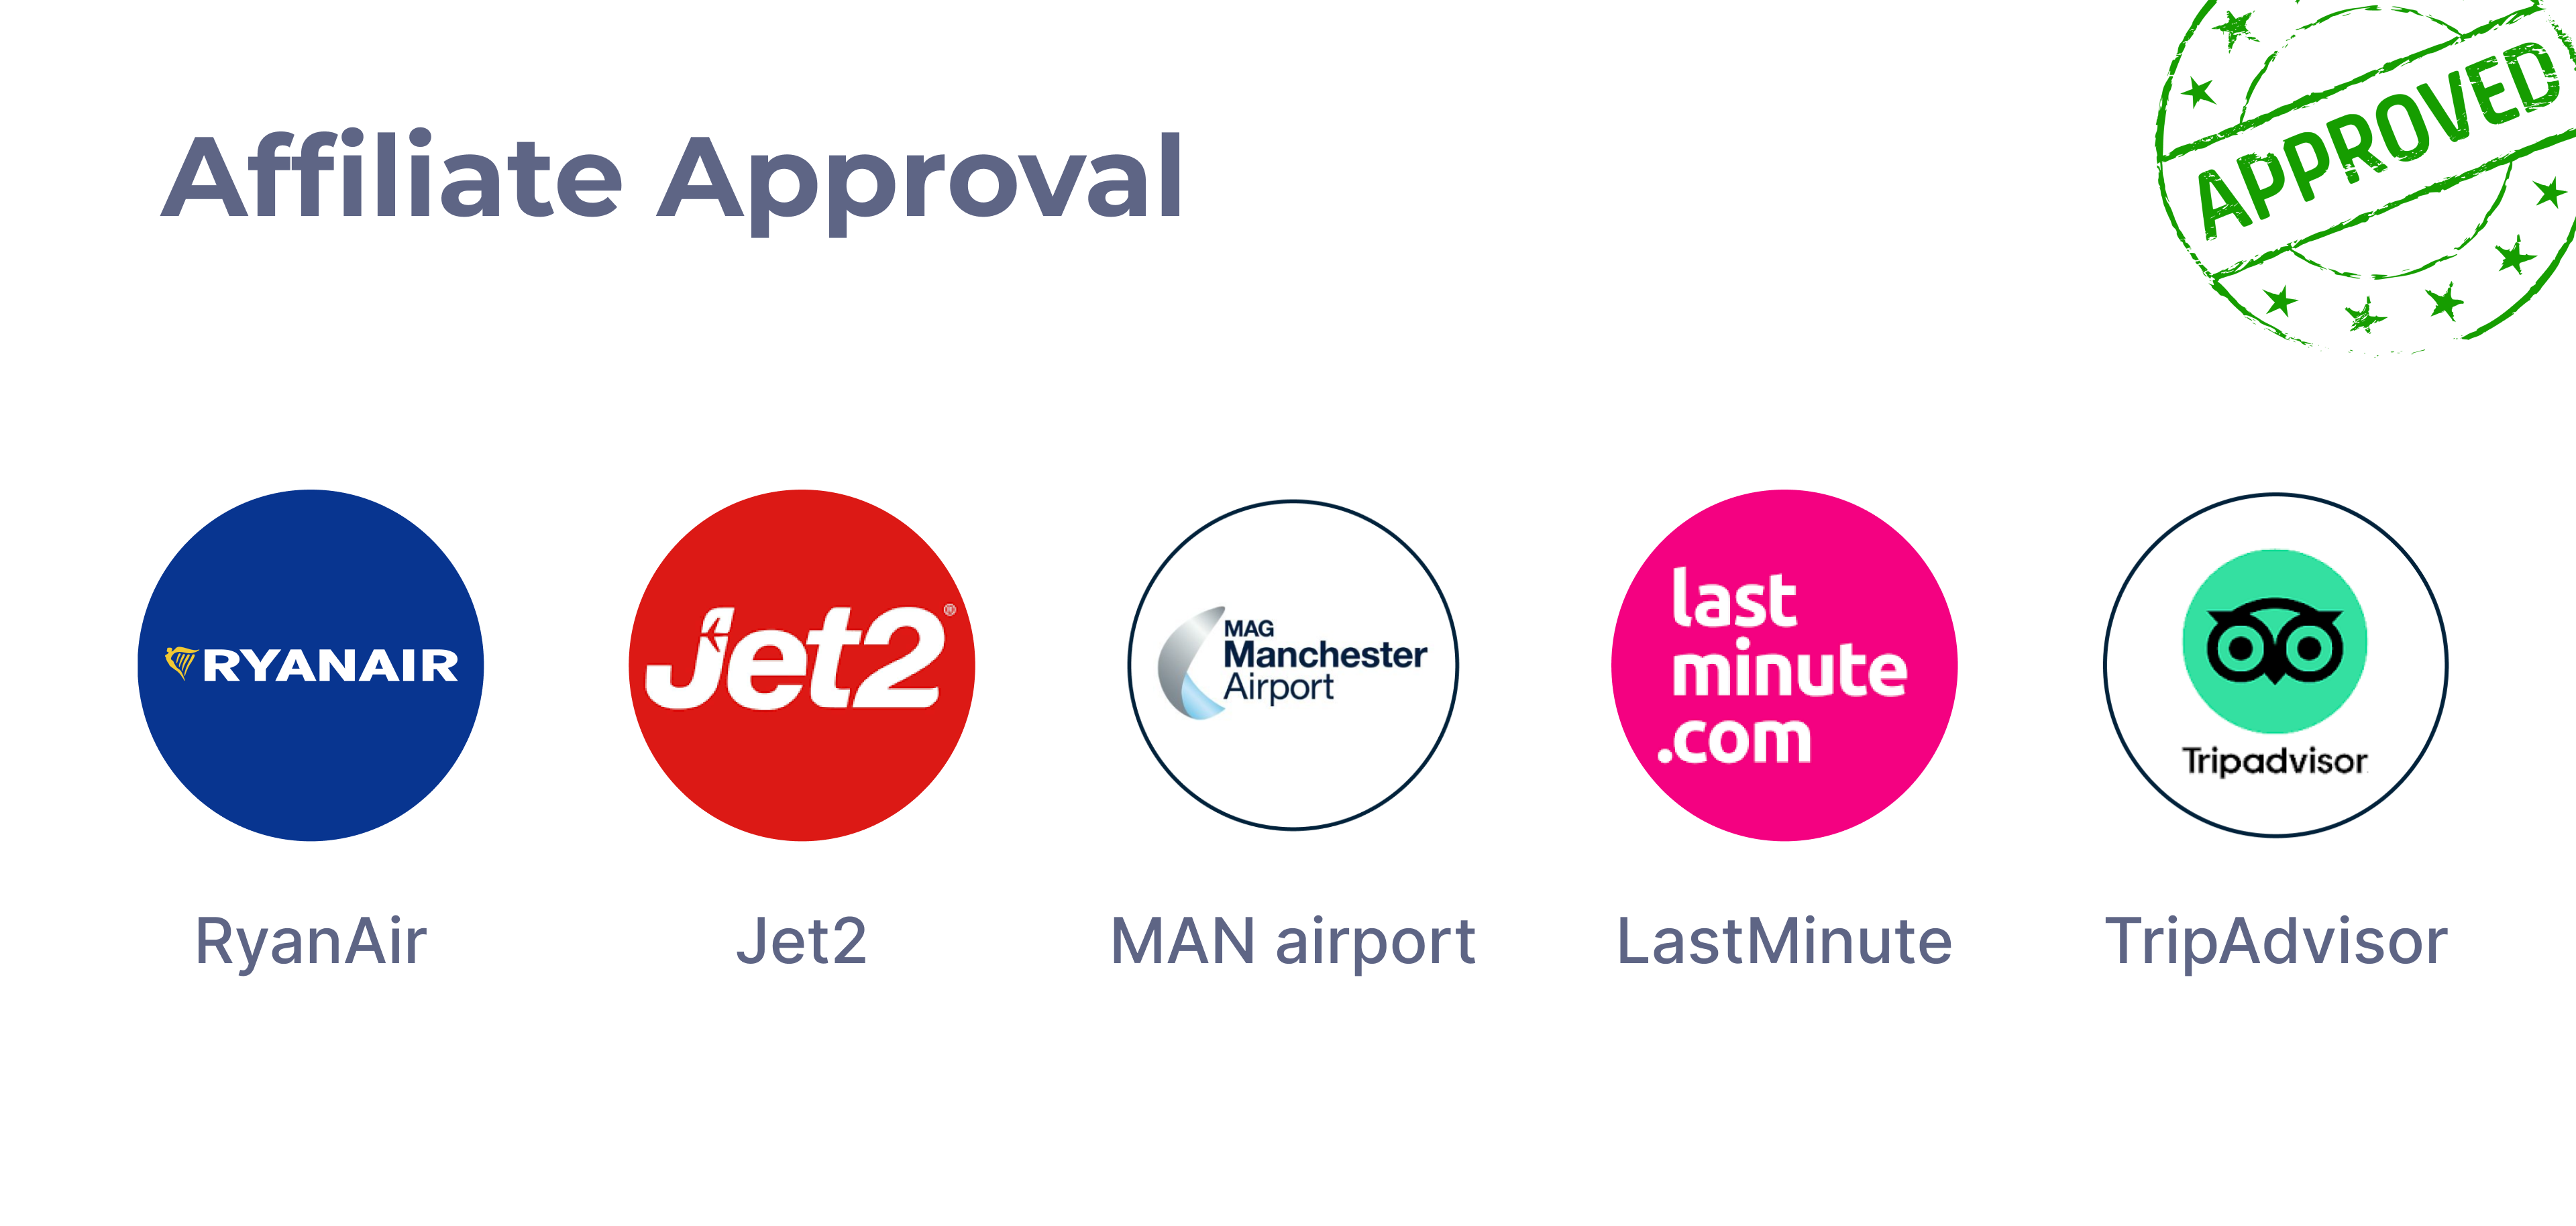 Affiliate Approval
APPROVED
RYANAIR
Jet2®
MAG
Manchester
Airport
last
minute
.com
Tripadvisor
RyanAir
Jet2
MAN airport
LastMinute
TripAdvisor